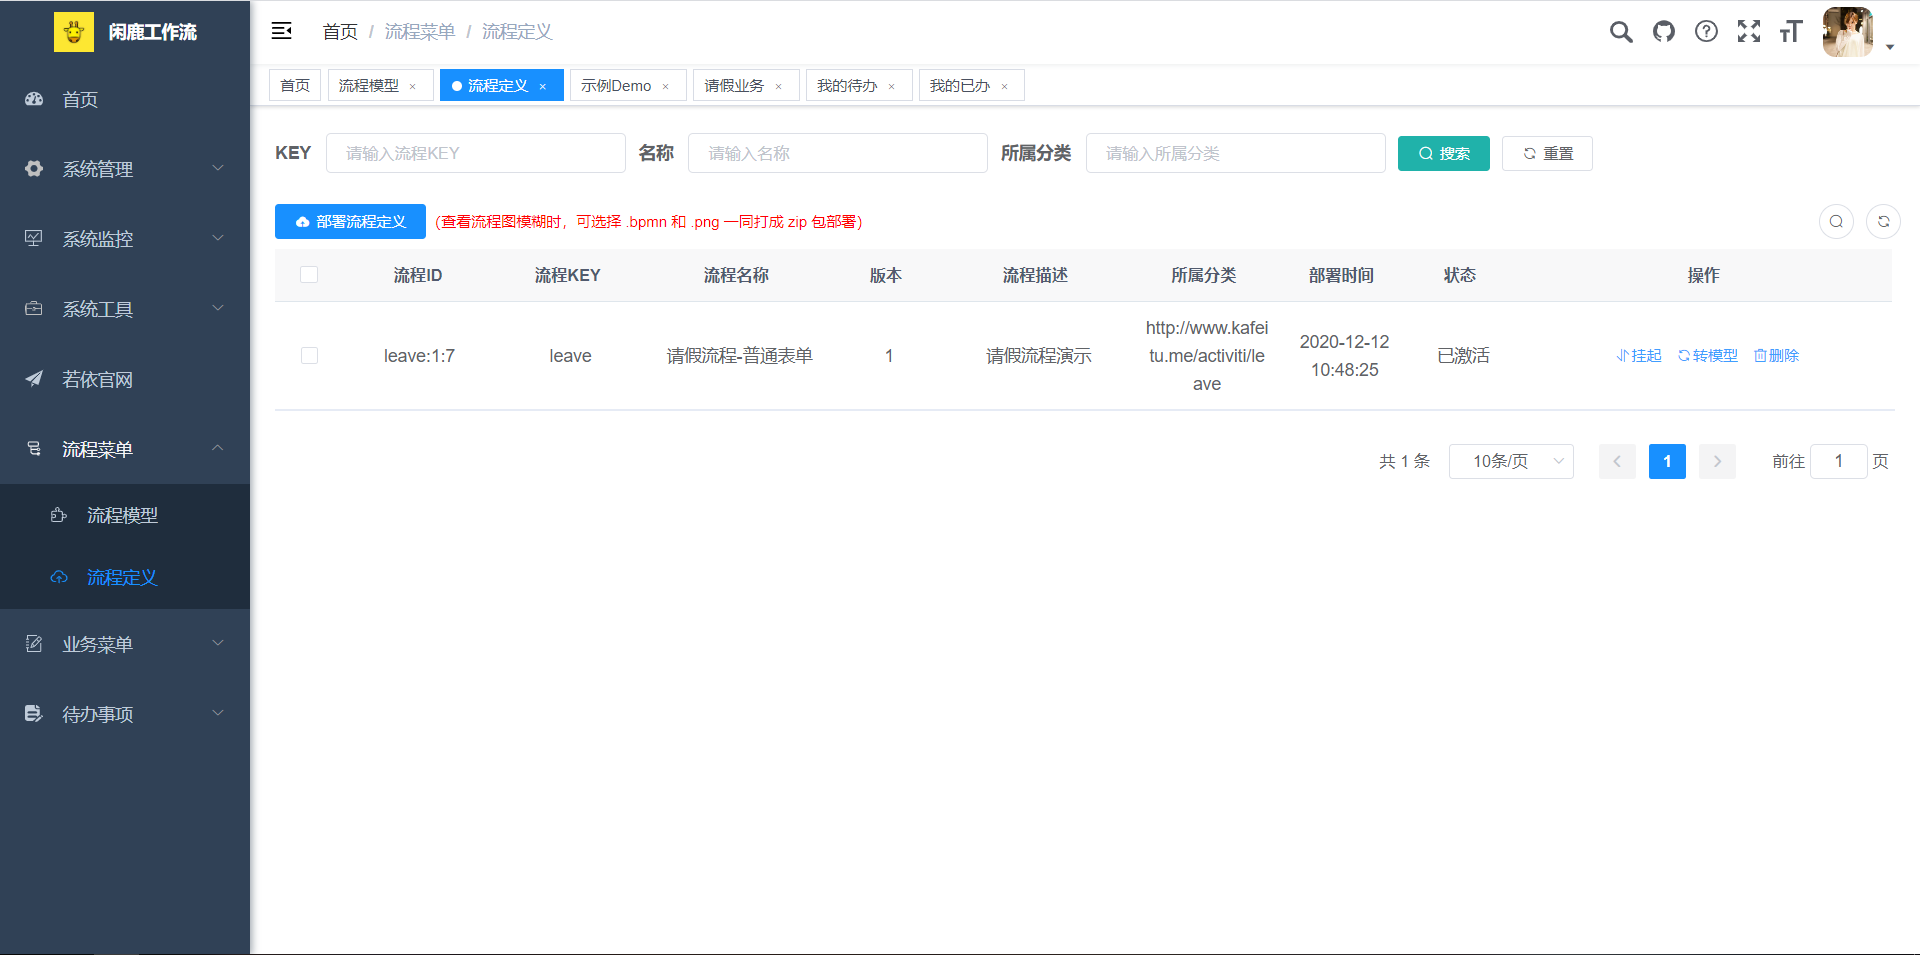 闲鹿工作流
首页
系统管理
系统监控
系统工具
若依官网
流程菜单
流程模型
流程定义
业务菜单
待办事项
首页 / 流程菜单 / 流程定义
首页 流程模型 × 流程定义 × 示例Demo × 请假业务 × 我的待办 × 我的已办 ×
KEY 请输入流程KEY 名称 请输入名称 所属分类 请输入所属分类 搜索 重置
部署流程定义 (查看流程图模糊时，可选择 .bpmn 和 .png 一同打成 zip 包部署)
流程ID 流程KEY 流程名称 版本 流程描述 所属分类 部署时间 状态 操作
leave:1:7 leave 请假流程-普通表单 1 请假流程演示
http://www.kafei
tu.me/activiti/le
ave
2020-12-12
10:48:25
已激活 挂起 转模型 删除
共 1 条 10条/页 1 前往 1 页